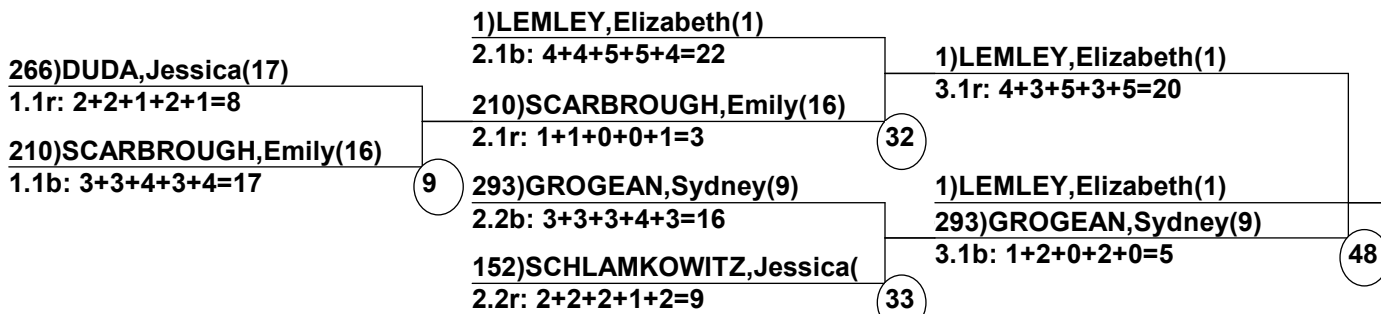 266)DUDA,Jessica(17)
1.1r: 2+2+1+2+1=8
210)SCARBROUGH,Emily(16)
1.1b: 3+3+4+3+4=17
9
1)LEMLEY,Elizabeth(1)
2.1b: 4+4+5+5+4=22
210)SCARBROUGH,Emily(16)
2.1r: 1+1+0+0+1=3
32
293)GROGEAN,Sydney(9)
2.2b: 3+3+3+4+3=16
152)SCHLAMKOWITZ,Jessica(
2.2r: 2+2+2+1+2=9
33
1)LEMLEY,Elizabeth(1)
3.1r: 4+3+5+3+5=20
1)LEMLEY,Elizabeth(1)
293)GROGEAN,Sydney(9)
3.1b: 1+2+0+2+0=5
48